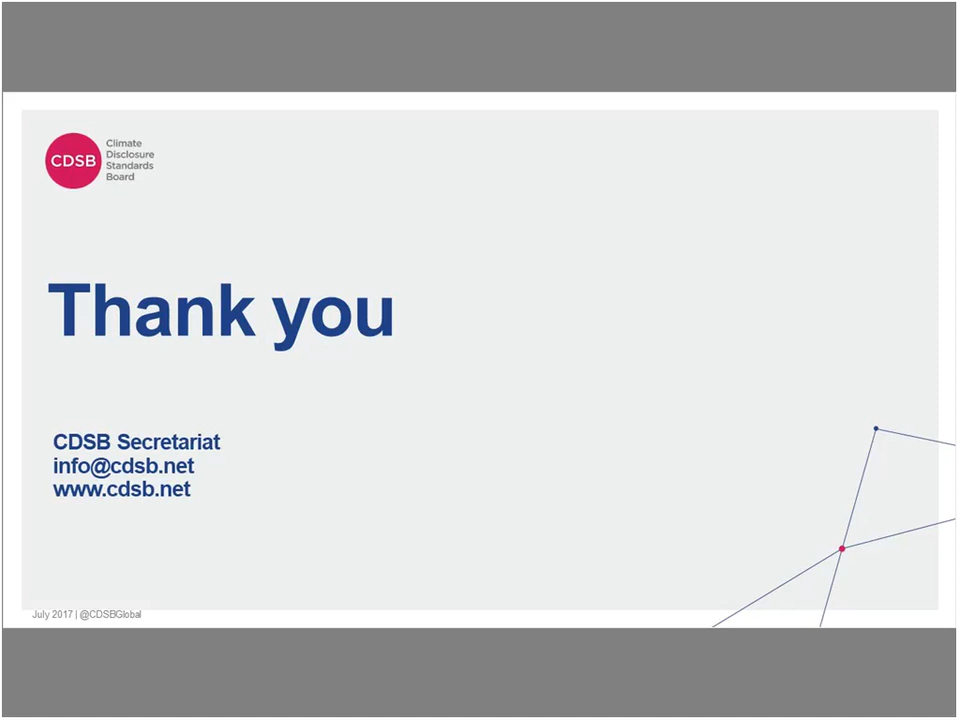 CDSB
Climate
Disclosure
Standards
Board
Thank you
CDSB Secretariat
info@cdsb.net
www.cdsb.net
July 2017 | @CDSBGlobal